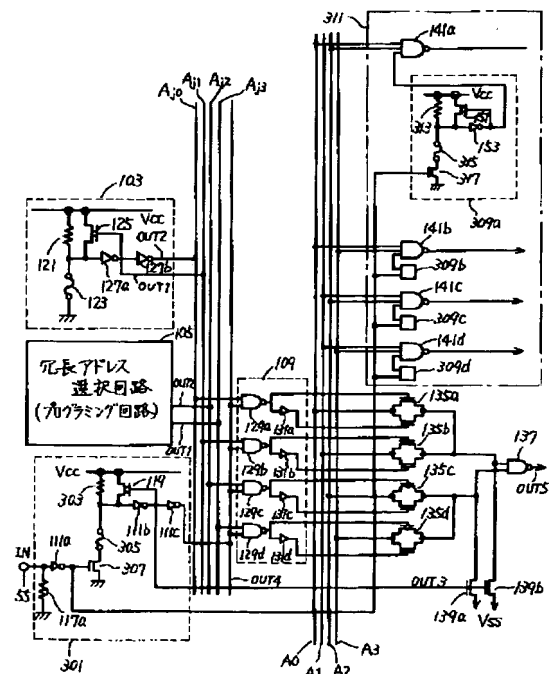 311
141a
Aj0
Aj1
Aj2
Aj3
Vcc
313
151
153
315
317
309a
103
Vcc
125
OUT2
121
127a
127b
OUT1
123
141b
309b
141c
309c
141d
309d
105
冗長アドレス
選択回路
(プログラミング回路)
OUT2
OUT1
109
129a
131a
129b
131b
129c
131c
129d
131d
135a
135b
135c
135d
137
OUT5
Vcc
303
119
111b
111c
305
IN
111a
307
55
117a
OUT4
OUT3
139a
139b
Vss
301
A0
A1
A2
A3